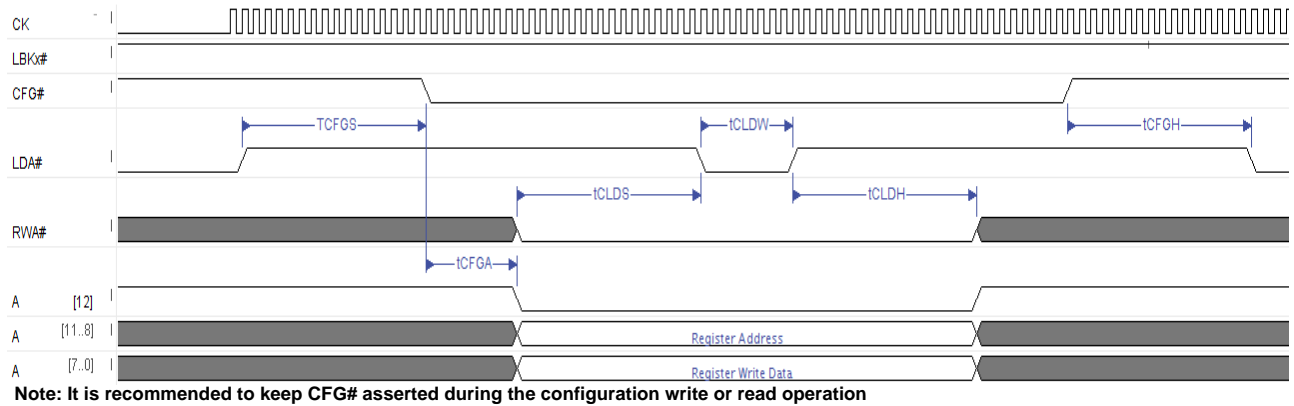 CK
LBKx#
CFG#
TCFGS
tCLDW
tCFGH
LDA#
tCLDS
tCLDH
RWA#
tCFGA
A [12]
A [11..8] Register Address
A [7..0] Register Write Data
Note: It is recommended to keep CFG# asserted during the configuration write or read operation